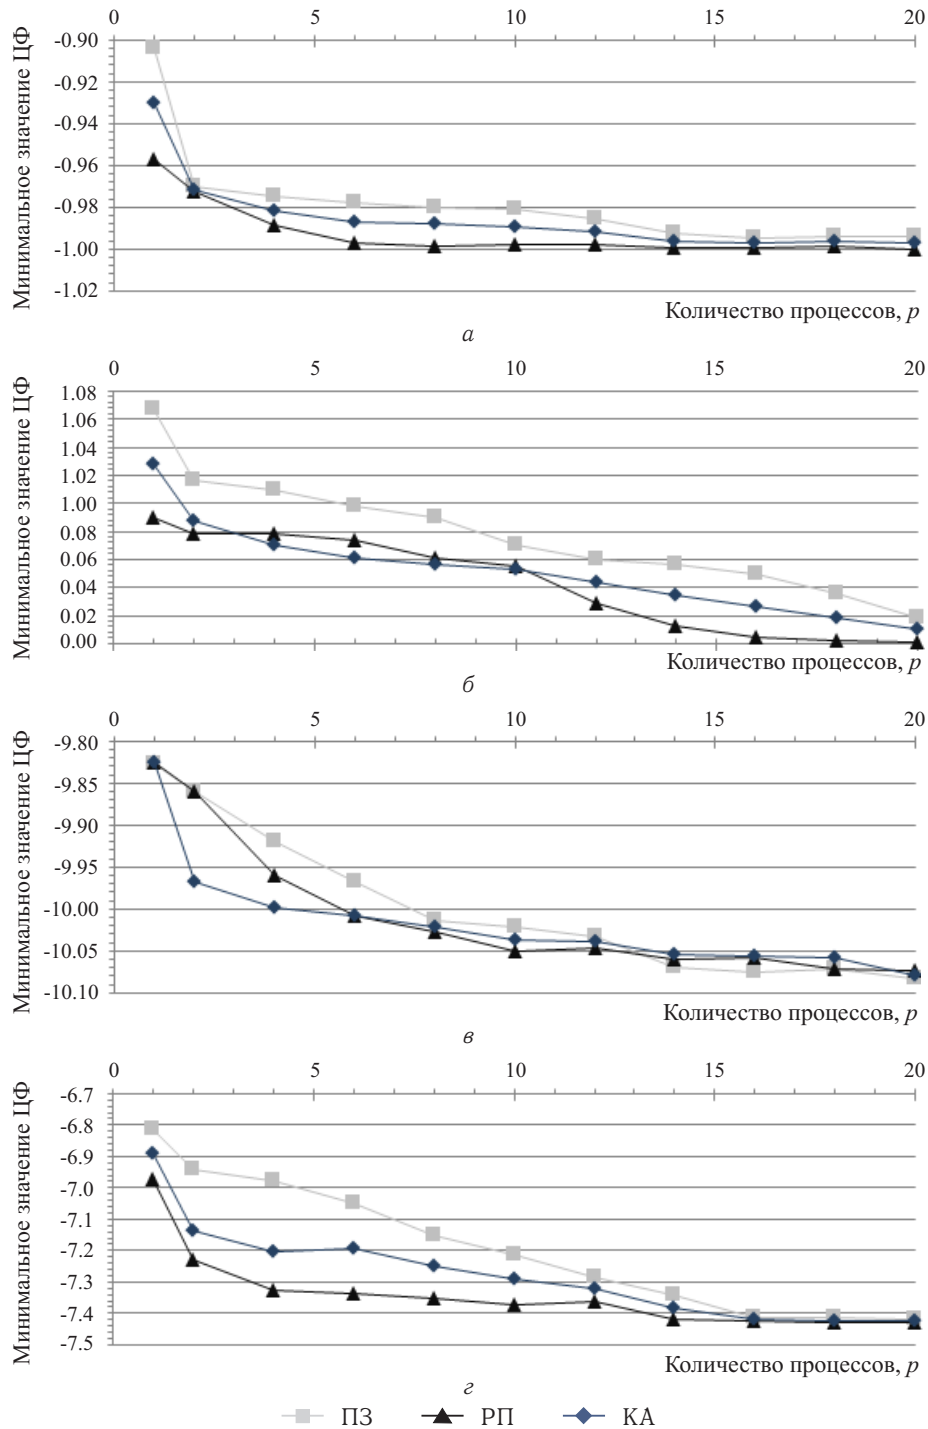 0 5 10 15 20
Минимальное значение ЦФ
-0.90
-0.92
-0.94
-0.96
-0.98
-1.00
-1.02
Количество процессов, p
а
0 5 10 15 20
Минимальное значение ЦФ
1.08
1.06
1.04
1.02
1.00
0.08
0.06
0.04
0.02
0.00
Количество процессов, p
б
0 5 10 15 20
Минимальное значение ЦФ
-9.80
-9.85
-9.90
-9.95
-10.00
-10.05
-10.10
Количество процессов, p
в
0 5 10 15 20
Минимальное значение ЦФ
-6.7
-6.8
-6.9
-7.0
-7.1
-7.2
-7.3
-7.4
-7.5
Количество процессов, p
г
ПЗ РП КА